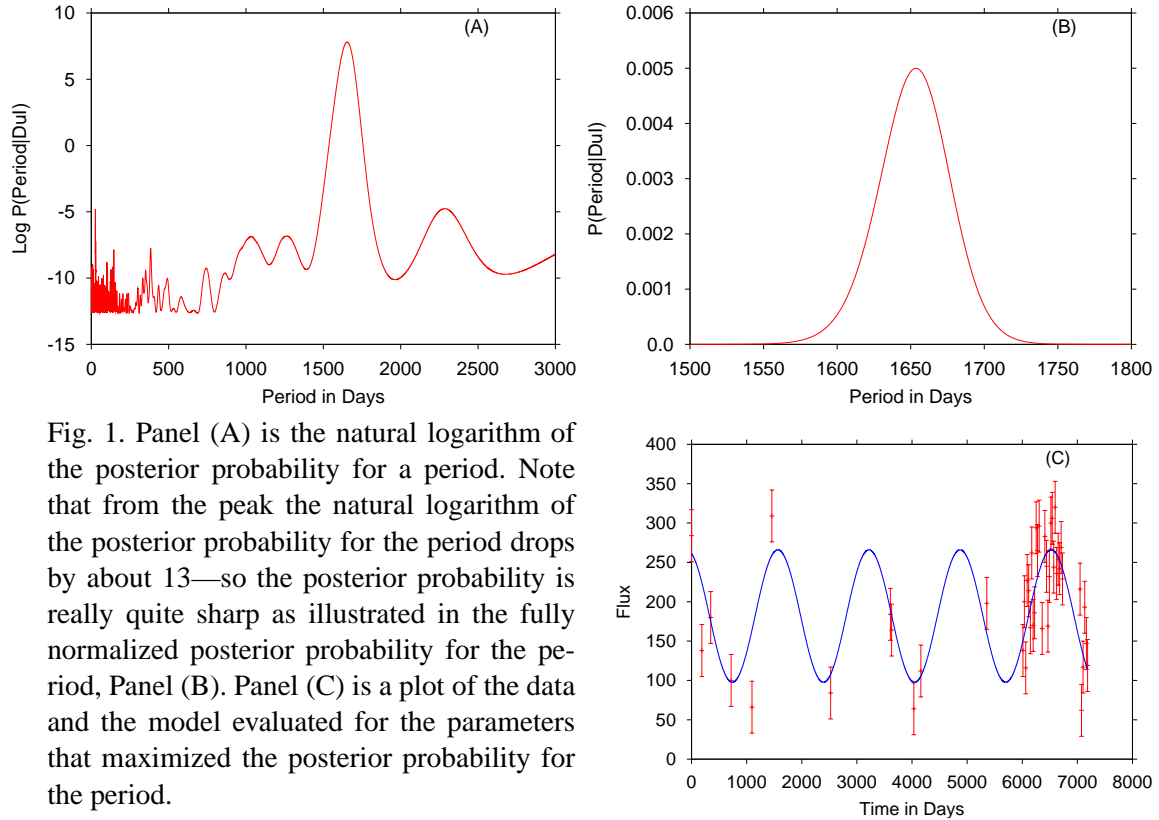 (A)
Log P(Period|DuI)
10
5
0
-5
-10
-15
0 500 1000 1500 2000 2500 3000
Period in Days
(B)
P(Period|DuI)
0.006
0.005
0.004
0.003
0.002
0.001
0.0
1500 1550 1600 1650 1700 1750 1800
Period in Days
Fig. 1. Panel (A) is the natural logarithm of
the posterior probability for a period. Note
that from the peak the natural logarithm of
the posterior probability for the period drops
by about 13—so the posterior probability is
really quite sharp as illustrated in the fully
normalized posterior probability for the pe-
riod, Panel (B). Panel (C) is a plot of the data
and the model evaluated for the parameters
that maximized the posterior probability for
the period.
(C)
Flux
400
350
300
250
200
150
100
50
0
0 1000 2000 3000 4000 5000 6000 7000 8000
Time in Days